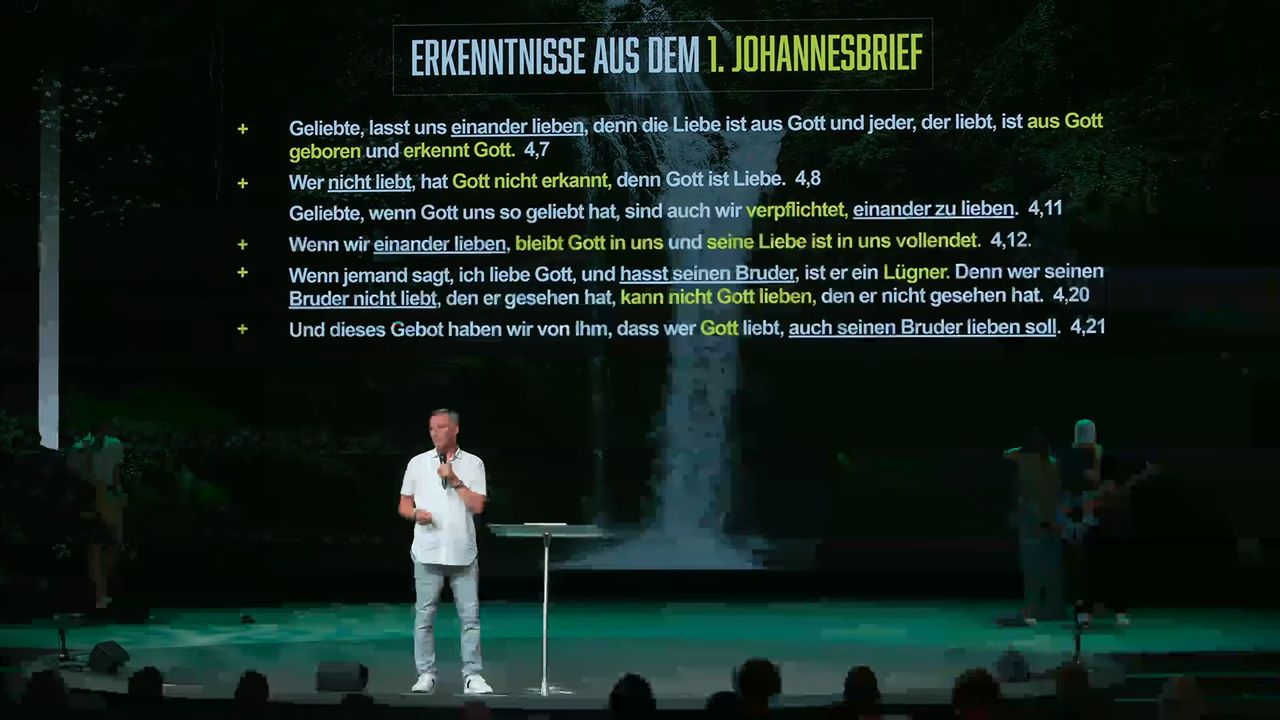 ERKENNTNISSE AUS DEM 1. JOHANNESBRIEF
+ Geliebte, lasst uns einander lieben, denn die Liebe ist aus Gott und jeder, der liebt, ist aus Gott
geboren und erkennt Gott. 4,7
+ Wer nicht liebt, hat Gott nicht erkannt, denn Gott ist Liebe. 4,8
Geliebte, wenn Gott uns so geliebt hat, sind auch wir verpflichtet, einander zu lieben. 4,11
+ Wenn wir einander lieben, bleibt Gott in uns und seine Liebe ist in uns vollendet. 4,12.
+ Wenn jemand sagt, ich liebe Gott, und hasst seinen Bruder, ist er ein Lügner. Denn wer seinen
Bruder nicht liebt, den er gesehen hat, kann nicht Gott lieben, den er nicht gesehen hat. 4,20
+ Und dieses Gebot haben wir von Ihm, dass wer Gott liebt, auch seinen Bruder lieben soll. 4,21